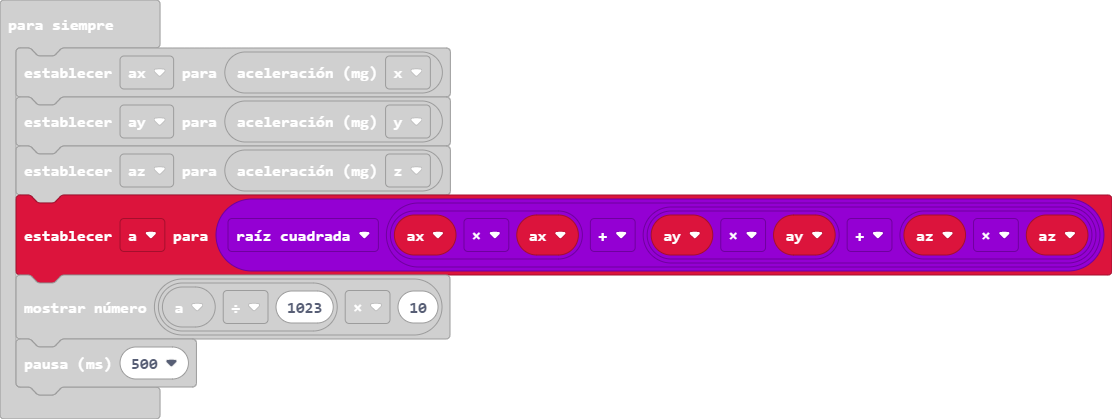 para siempre
establecer ax para aceleración (mg) x
establecer ay para aceleración (mg) y
establecer az para aceleración (mg) z
establecer a para raíz cuadrada ax × ax + ay × ay + az × az
mostrar número a ÷ 1023 × 10
pausa (ms) 500